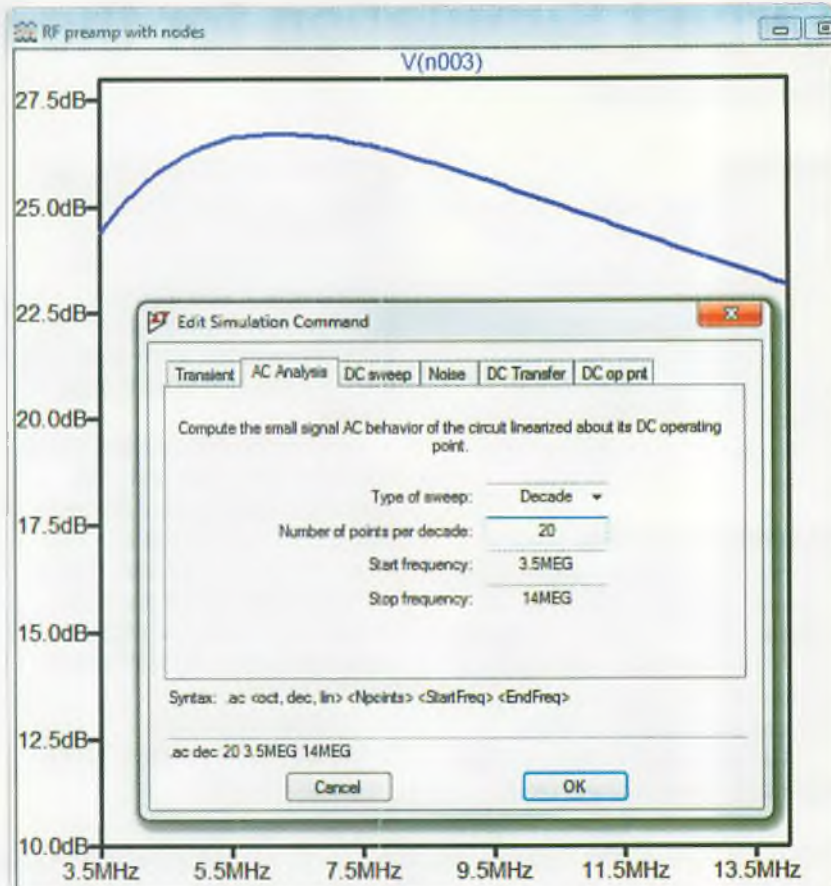 RF preamp with nodes
V(n003)
27.5dB
25.0dB
22.5dB
20.0dB
17.5dB
15.0dB
12.5dB
10.0dB
3.5MHz 5.5MHz 7.5MHz 9.5MHz 11.5MHz 13.5MHz
Edit Simulation Command
Transient AC Analysis DC sweep Noise DC Transfer DC op pnt
Compute the small signal AC behavior of the circuit linearized about its DC operating
point.
Type of sweep: Decade
Number of points per decade: 20
Start frequency: 3.5MEG
Stop frequency: 14MEG
Syntax: .ac <oct, dec, lin> <Npoints> <StartFreq> <EndFreq>
.ac dec 20 3.5MEG 14MEG
Cancel OK